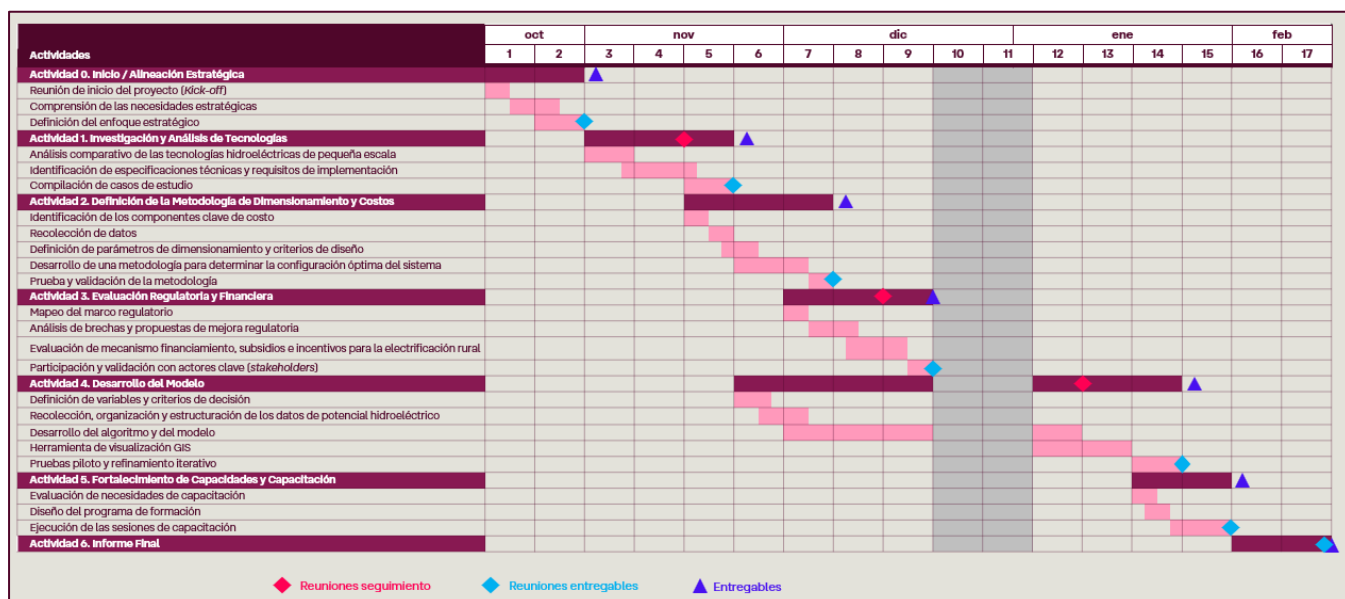 oct nov dic ene feb
Actividades 1 2 3 4 5 6 7 8 9 10 11 12 13 14 15 16 17
Actividad 0. Inicio / Alineación Estratégica
Reunión de inicio del proyecto (Kick-off)
Comprensión de las necesidades estratégicas
Definición del enfoque estratégico
Actividad 1. Investigación y Análisis de Tecnologías
Análisis comparativo de las tecnologías hidroeléctricas de pequeña escala
Identificación de especificaciones técnicas y requisitos de implementación
Compilación de casos de estudio
Actividad 2. Definición de la Metodología de Dimensionamiento y Costos
Identificación de los componentes clave de costo
Recolección de datos
Definición de parámetros de dimensionamiento y criterios de diseño
Desarrollo de una metodología para determinar la configuración óptima del sistema
Prueba y validación de la metodología
Actividad 3. Evaluación Regulatoria y Financiera
Mapeo del marco regulatorio
Análisis de brechas y propuestas de mejora regulatoria
Evaluación de mecanismo financiamiento, subsidios e incentivos para la electrificación rural
Participación y validación con actores clave (stakeholders)
Actividad 4. Desarrollo del Modelo
Definición de variables y criterios de decisión
Recolección, organización y estructuración de los datos de potencial hidroeléctrico
Desarrollo del algoritmo y del modelo
Herramienta de visualización GIS
Pruebas piloto y refinamiento iterativo
Actividad 5. Fortalecimiento de Capacidades y Capacitación
Evaluación de necesidades de capacitación
Diseño del programa de formación
Ejecución de las sesiones de capacitación
Actividad 6. Informe Final
Reuniones seguimiento Reuniones entregables Entregables